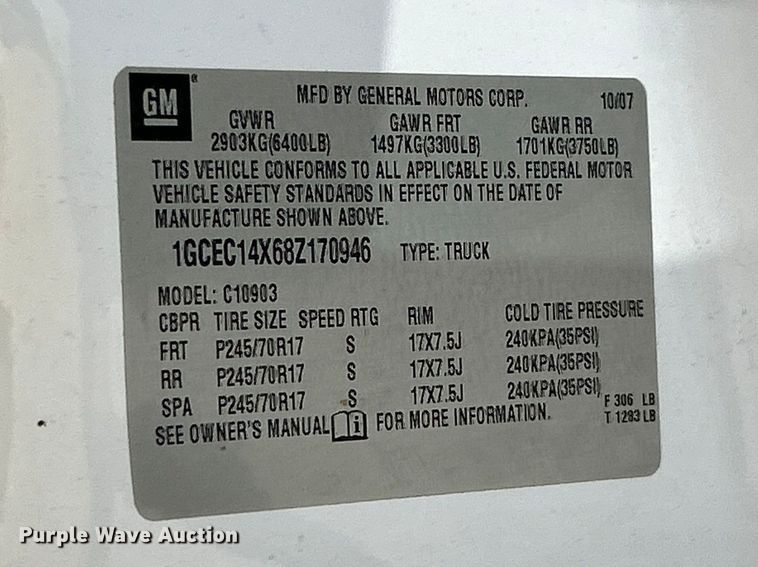 GM
®
MFD BY GENERAL MOTORS CORP. 10/07
GVWR GAWR FRT GAWR RR
2903KG(6400LB) 1497KG(3300LB) 1701KG(3750LB)
THIS VEHICLE CONFORMS TO ALL APPLICABLE U.S. FEDERAL MOTOR
VEHICLE SAFETY STANDARDS IN EFFECT ON THE DATE OF
MANUFACTURE SHOWN ABOVE.
1GCEC14X68Z170946 TYPE: TRUCK
MODEL: C10903
CBPR TIRE SIZE SPEED RTG RIM COLD TIRE PRESSURE
FRT P245/70R17 S 17X7.5J 240KPA(35PSI)
RR P245/70R17 S 17X7.5J 240KPA(35PSI)
SPA P245/70R17 S 17X7.5J 240KPA(35PSI)
F 306 LB
T 1283 LB
SEE OWNER'S MANUAL i FOR MORE INFORMATION.
Purple Wave Auction